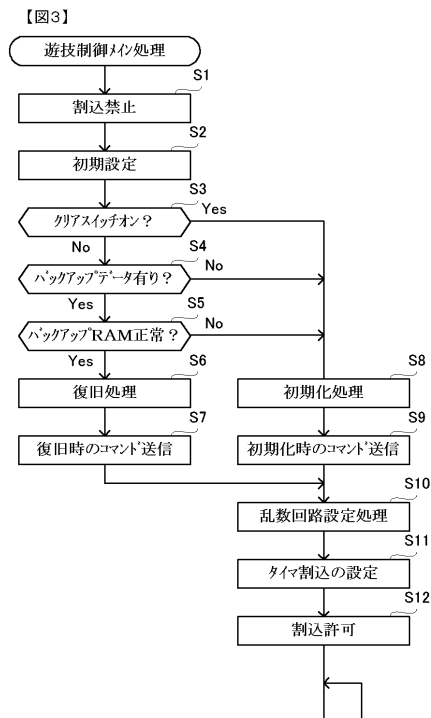 【図3】
遊技制御ﾒｲﾝ処理
S1
割込禁止
S2
初期設定
S3
ｸﾘｱｽｲｯﾁｵﾝ？
Yes
No
S4
ﾊﾞｯｸｱｯﾌﾟﾃﾞｰﾀ有り？
No
Yes
S5
ﾊﾞｯｸｱｯﾌﾟRAM正常？
No
Yes
S6
復旧処理
S7
復旧時のｺﾏﾝﾄﾞ送信
S8
初期化処理
S9
初期化時のｺﾏﾝﾄﾞ送信
S10
乱数回路設定処理
S11
ﾀｲﾏ割込の設定
S12
割込許可